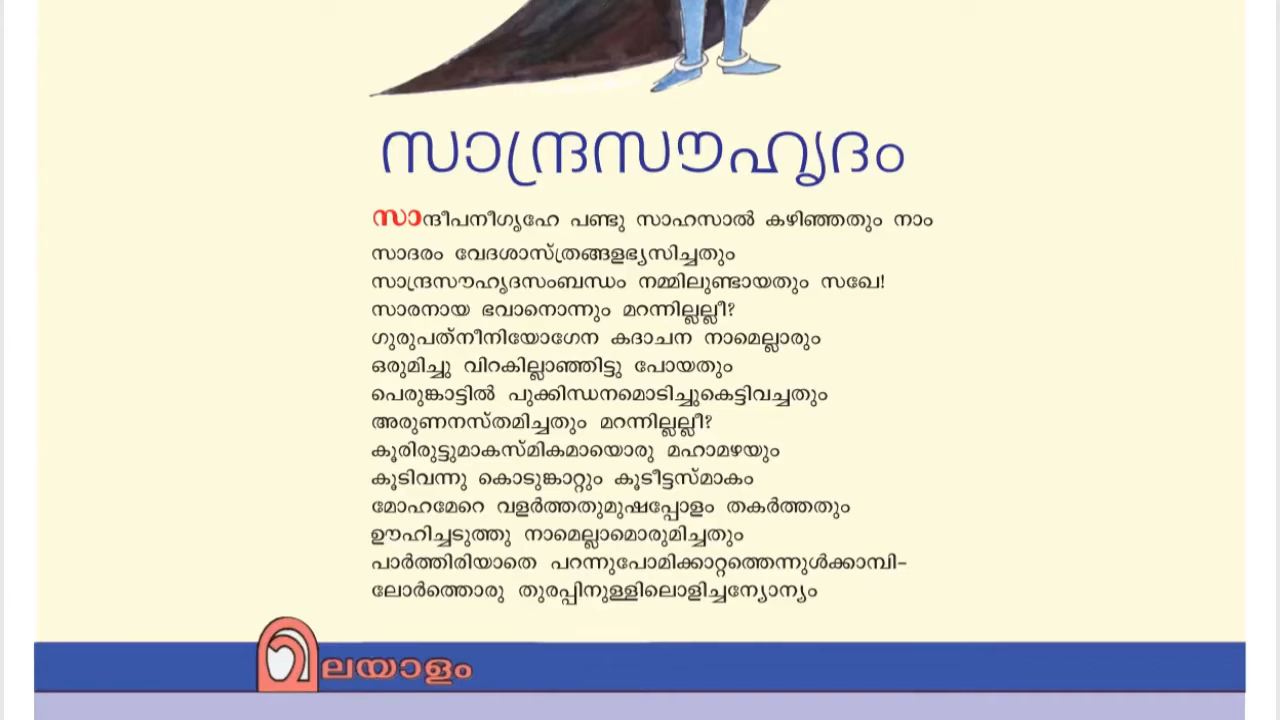 സാന്ദ്രസൗഹൃദം
സാന്ദീപനീഗൃഹേ പണ്ടു സാഹസാൽ കഴിഞ്ഞതും നാം
സാദരം വേദശാസ്ത്രങ്ങളഭ്യസിച്ചതും
സാന്ദ്രസൗഹൃദസംബന്ധം നമ്മിലുണ്ടായതും സഖേ!
സാരനായ ഭവാനൊന്നും മറന്നില്ലല്ലീ?
ഗുരുപത്നീനിയോഗേന കദാചന നാമെല്ലാരും
ഒരുമിച്ചു വിറകില്ലാഞ്ഞിട്ടു പോയതും
പെരുങ്കാട്ടിൽ പുക്കിന്ധനമൊടിച്ചുകെട്ടിവച്ചതും
അരുണനസ്തമിച്ചതും മറന്നില്ലല്ലീ?
കൂരിരുട്ടുമാകസ്മികമായൊരു മഹാമഴയും
കൂടിവന്നു കൊടുങ്കാറ്റും കൂടീട്ടസ്മാകം
മോഹമേറെ വളർത്തതുമുഷപ്പോളം തകർത്തതും
ഊഹിച്ചടുത്തു നാമെല്ലാമൊരുമിച്ചതും
പാർത്തിരിയാതെ പറന്നുപോമിക്കാറ്റത്തെന്നുൾക്കാമ്പി-
ലോർത്തൊരു തുരപ്പിനുള്ളിലൊളിച്ചന്യോന്യം
മലയാളം